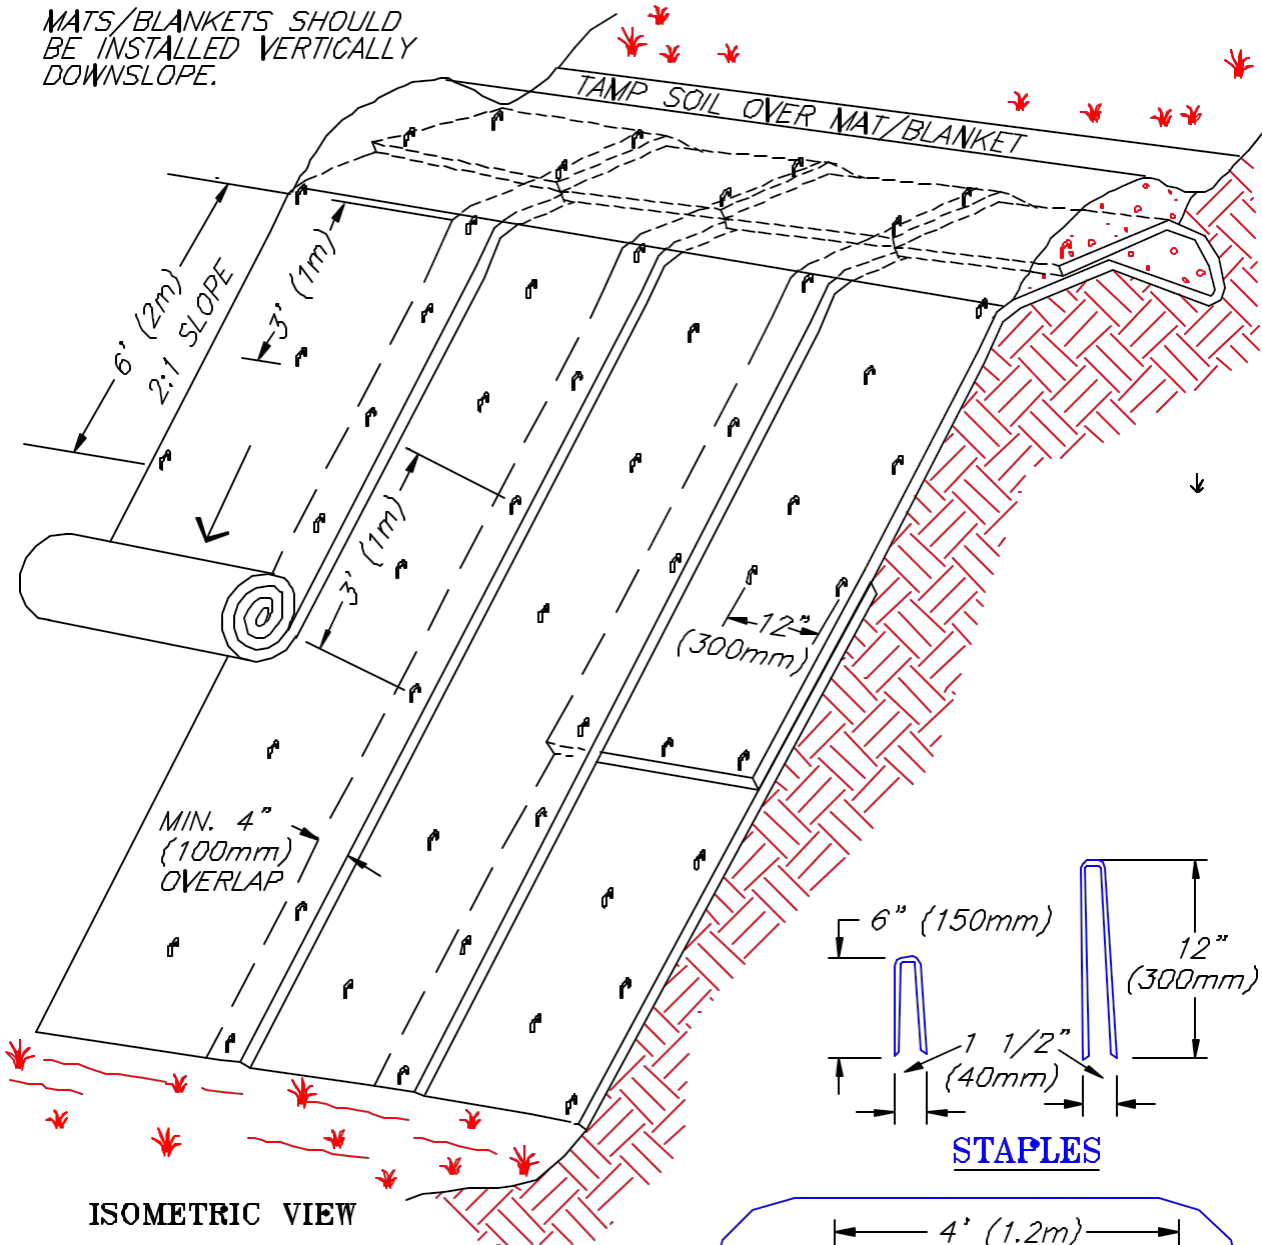 MATS/BLANKETS SHOULD
BE INSTALLED VERTICALLY
DOWNSLOPE.
TAMP SOIL OVER MAT/BLANKET
6' (2m)
2:1 SLOPE
3' (1m)
3' (1m)
12"
(300mm)
MIN. 4"
(100mm)
OVERLAP
6" (150mm)
12"
(300mm)
1 1/2"
(40mm)
STAPLES
ISOMETRIC VIEW
4' (1.2m)